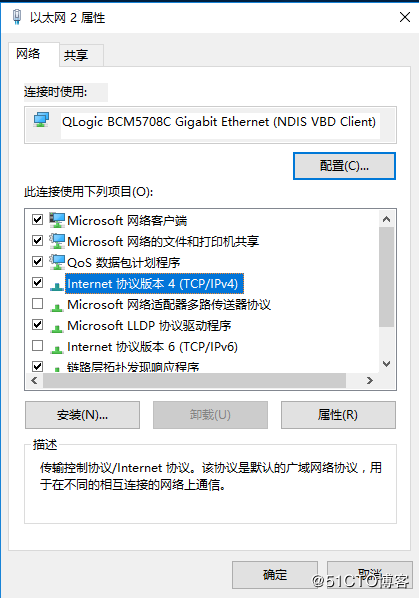 以太网 2 属性
网络 共享
连接时使用:
QLogic BCM5708C Gigabit Ethernet (NDIS VBD Client)
配置(C)...
此连接使用下列项目(O):
Microsoft 网络客户端
Microsoft 网络的文件和打印机共享
QoS 数据包计划程序
Internet 协议版本 4 (TCP/IPv4)
Microsoft 网络适配器多路传送器协议
Microsoft LLDP 协议驱动程序
Internet 协议版本 6 (TCP/IPv6)
链路层拓扑发现响应程序
安装(N)... 卸载(U) 属性(R)
描述
传输控制协议/Internet 协议。该协议是默认的广域网络协议，用
于在不同的相互连接的网络上通信。
确定 取消
@51CTO博客